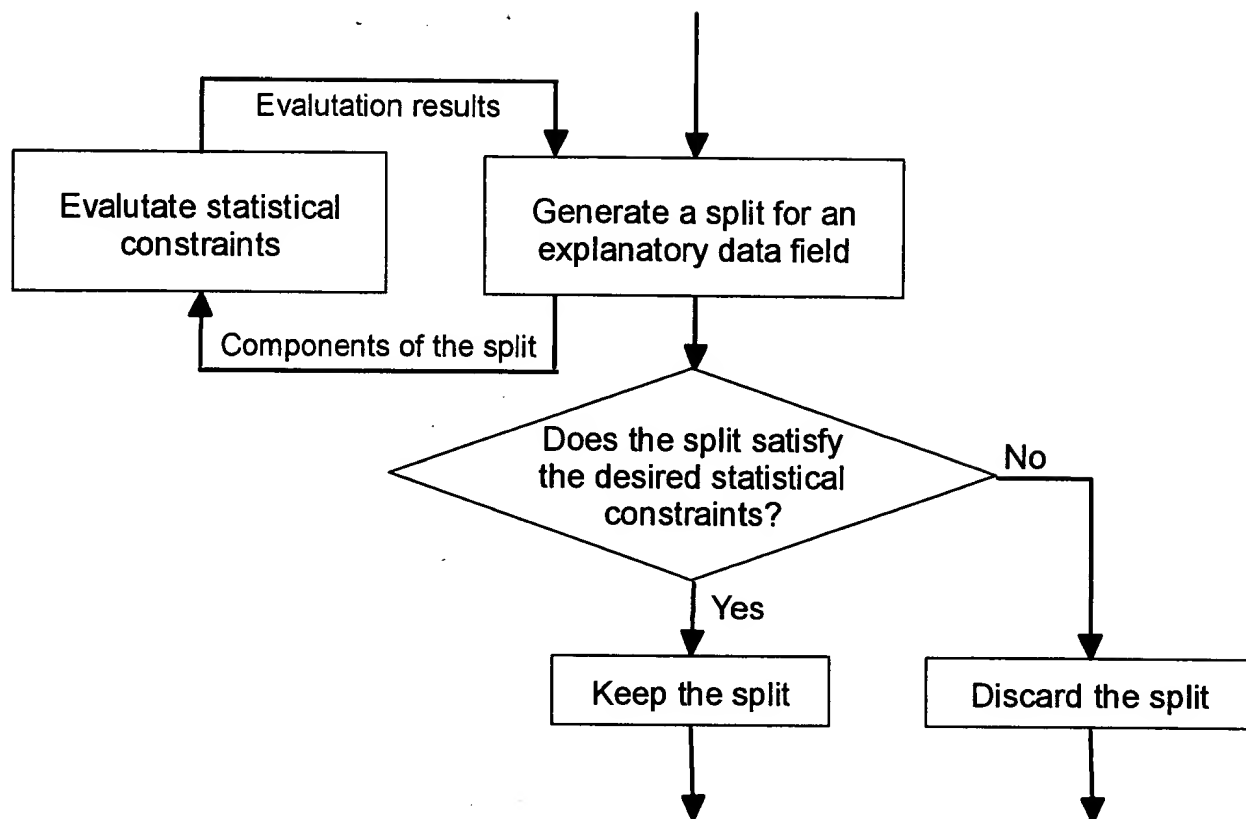 Evalutation results
Evalutate statistical
constraints
Generate a split for an
explanatory data field
Components of the split
Does the split satisfy
the desired statistical
constraints?
No
Yes
Keep the split
Discard the split